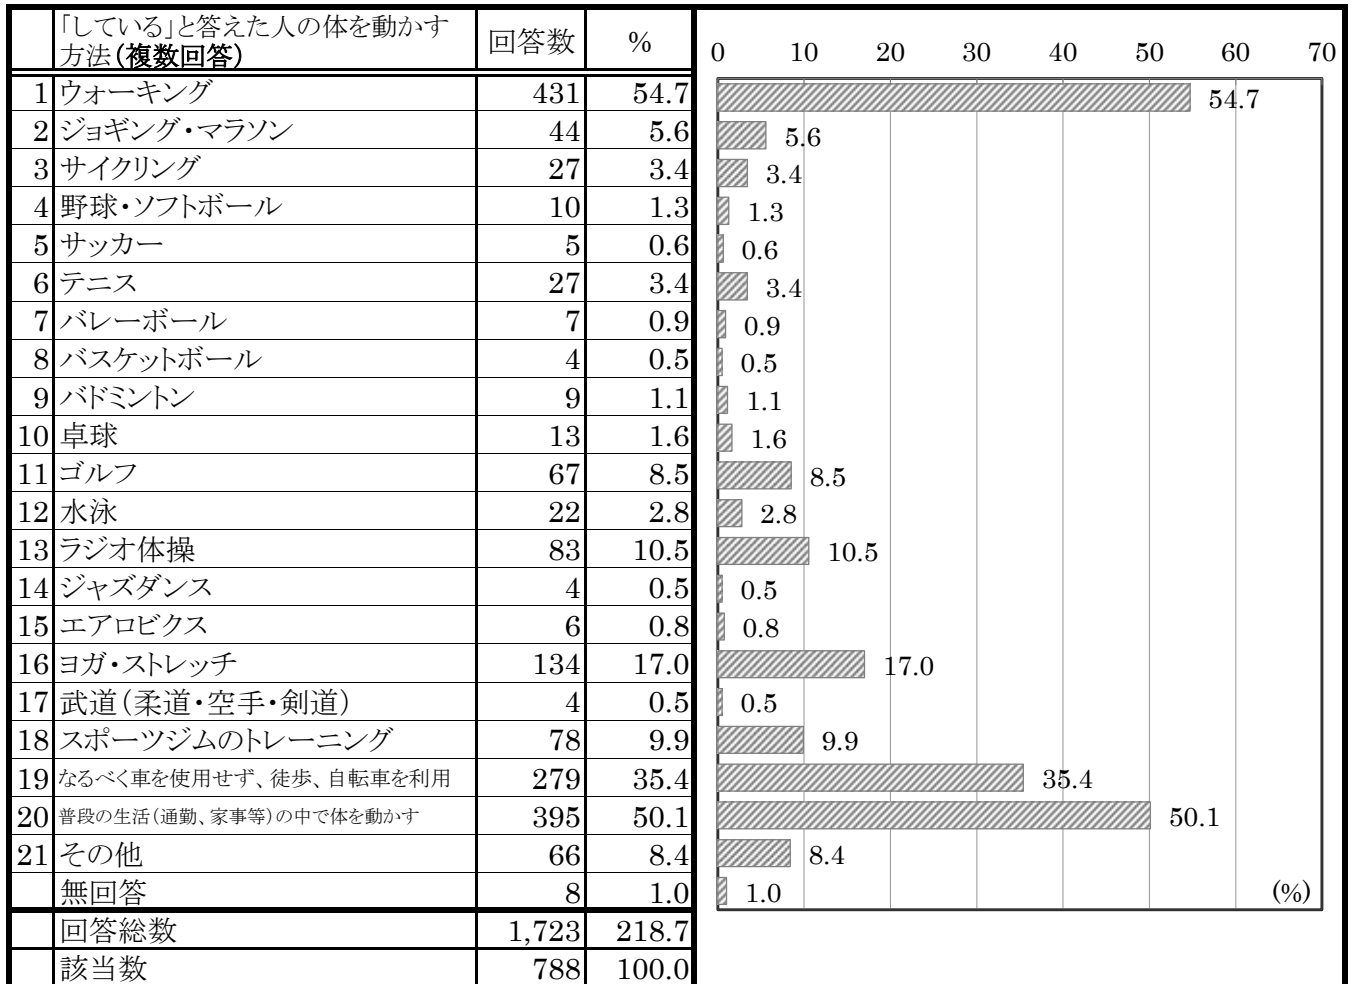 「している」と答えた人の体を動かす
方法(複数回答) 回答数 %
0 10 20 30 40 50 60 70
1 ウォーキング 431 54.7 54.7
2 ジョギング・マラソン 44 5.6 5.6
3 サイクリング 27 3.4 3.4
4 野球・ソフトボール 10 1.3 1.3
5 サッカー 5 0.6 0.6
6 テニス 27 3.4 3.4
7 バレーボール 7 0.9 0.9
8 バスケットボール 4 0.5 0.5
9 バドミントン 9 1.1 1.1
10 卓球 13 1.6 1.6
11 ゴルフ 67 8.5 8.5
12 水泳 22 2.8 2.8
13 ラジオ体操 83 10.5 10.5
14 ジャズダンス 4 0.5 0.5
15 エアロビクス 6 0.8 0.8
16 ヨガ・ストレッチ 134 17.0 17.0
17 武道(柔道・空手・剣道) 4 0.5 0.5
18 スポーツジムのトレーニング 78 9.9 9.9
19 なるべく車を使用せず、徒歩、自転車を利用 279 35.4 35.4
20 普段の生活(通勤、家事等)の中で体を動かす 395 50.1 50.1
21 その他 66 8.4 8.4
無回答 8 1.0 1.0 (%)
回答総数 1,723 218.7
該当数 788 100.0